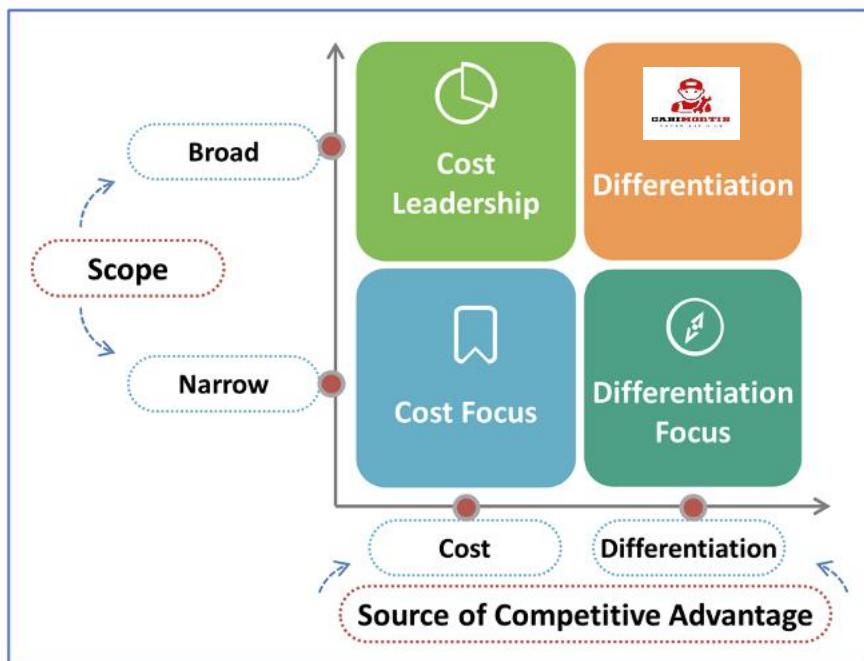 Broad
Cost
Leadership
Differentiation
Scope
Narrow
Cost Focus
Differentiation
Focus
Cost
Differentiation
Source of Competitive Advantage